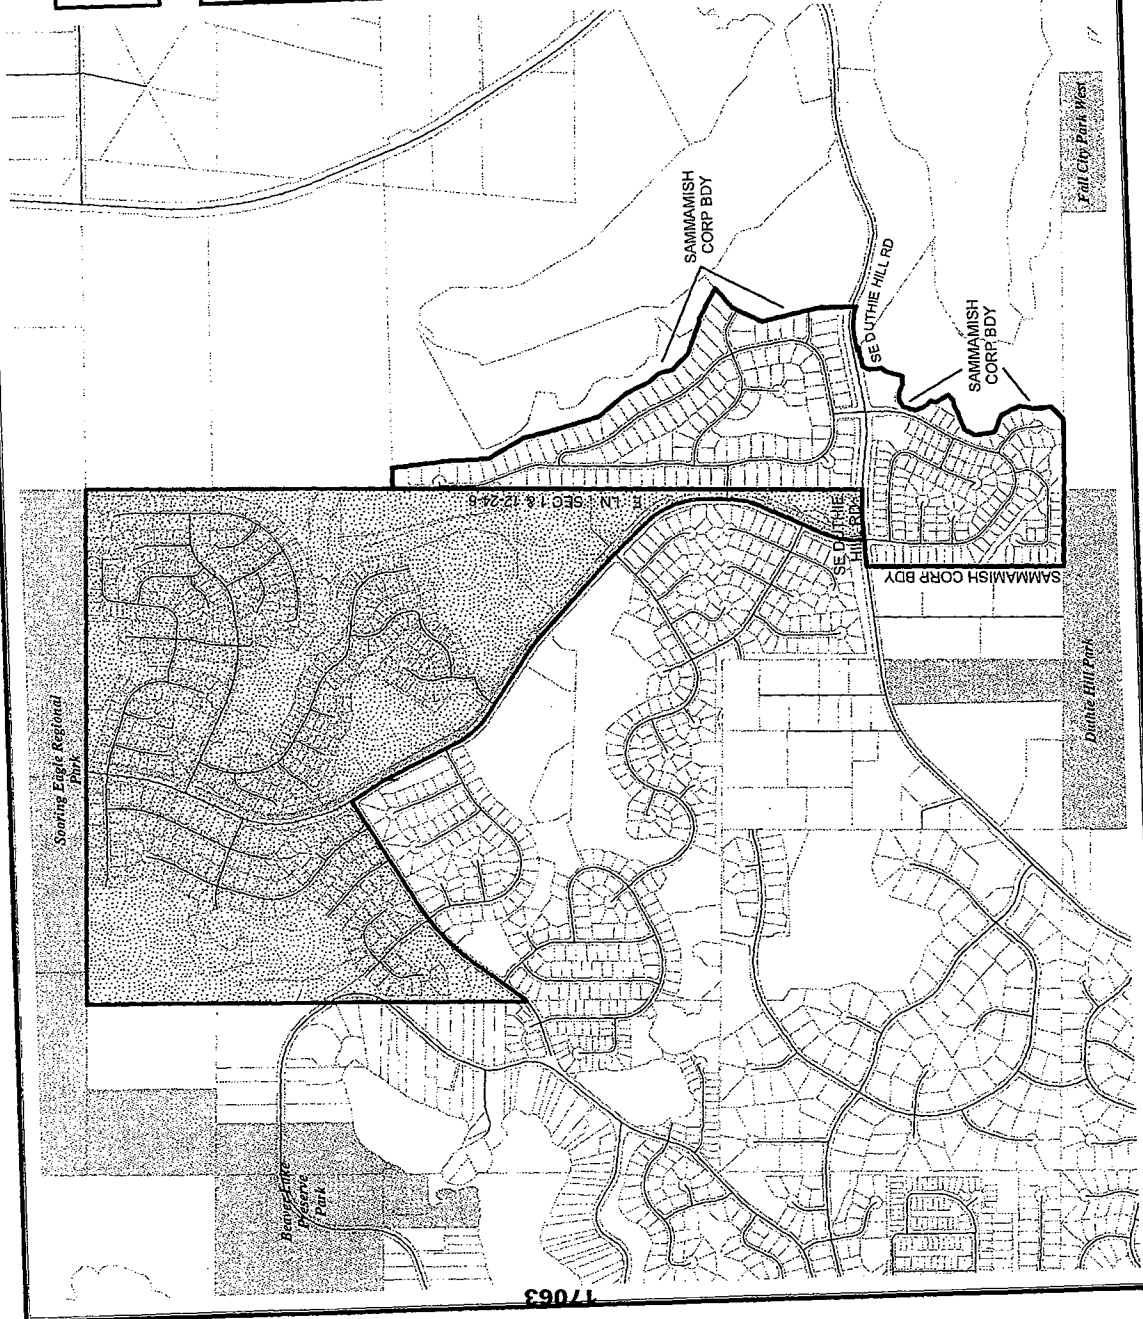 Soaring Eagle Regional
Park
Fall City Park West
SAMMAMISH
CORP BDY
SE DUTHIE HILL RD
SAMMAMISH
CORP BDY
E LN, SEC 1 & 12-24-6
SE DUTHIE
HILL RD
SAMMAMISH CORP BDY
Duthie Hill Park
Beaver Lake
Preserve
Park
17063